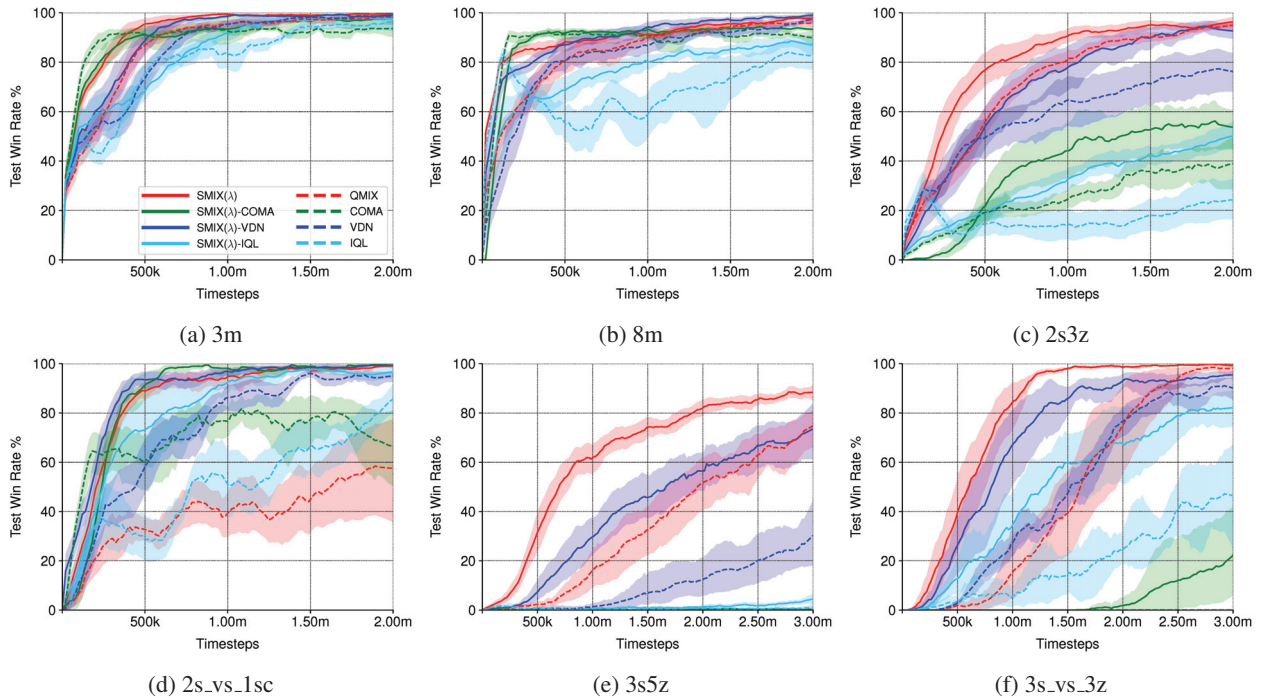 100
80
60
40
20
0
Test Win Rate %
SMIX(λ)
SMIX(λ)-COMA
SMIX(λ)-VDN
SMIX(λ)-IQL
QMIX
COMA
VDN
IQL
500k 1.00m 1.50m 2.00m
Timesteps
(a) 3m
100
80
60
40
20
0
Test Win Rate %
500k 1.00m 1.50m 2.00m
Timesteps
(b) 8m
100
80
60
40
20
0
Test Win Rate %
500k 1.00m 1.50m 2.00m
Timesteps
(c) 2s3z
100
80
60
40
20
0
Test Win Rate %
500k 1.00m 1.50m 2.00m
Timesteps
(d) 2s_vs_1sc
100
80
60
40
20
0
Test Win Rate %
500k 1.00m 1.50m 2.00m 2.50m 3.00m
Timesteps
(e) 3s5z
100
80
60
40
20
0
Test Win Rate %
500k 1.00m 1.50m 2.00m 2.50m 3.00m
Timesteps
(f) 3s_vs_3z